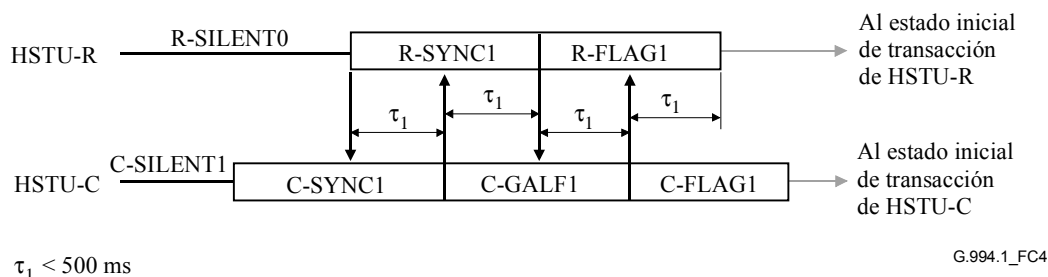 R-SILENT0
HSTU-R
R-SYNC1
R-FLAG1
Al estado inicial
de transacción
de HSTU-R
τ1
τ1
τ1
τ1
C-SILENT1
HSTU-C
C-SYNC1
C-GALF1
C-FLAG1
Al estado inicial
de transacción
de HSTU-C
τ1 < 500 ms
G.994.1_FC4